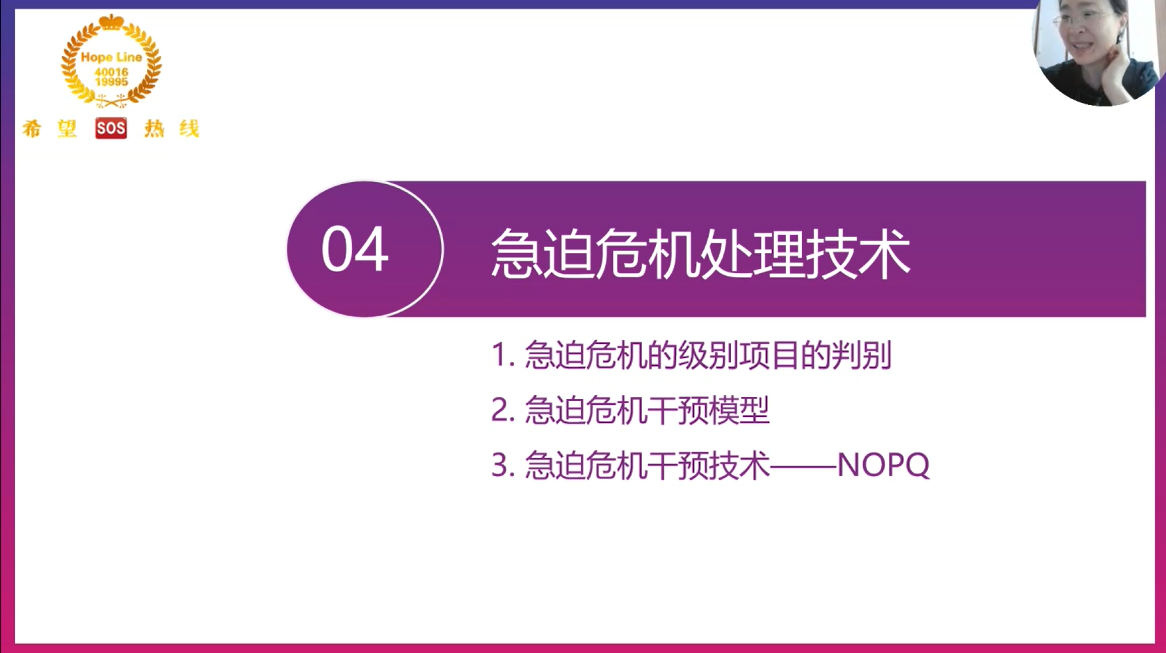 Hope Line
40016
19995
希望 SOS 热线
04
急迫危机处理技术
1. 急迫危机的级别项目的判别
2. 急迫危机干预模型
3. 急迫危机干预技术——NOPQ